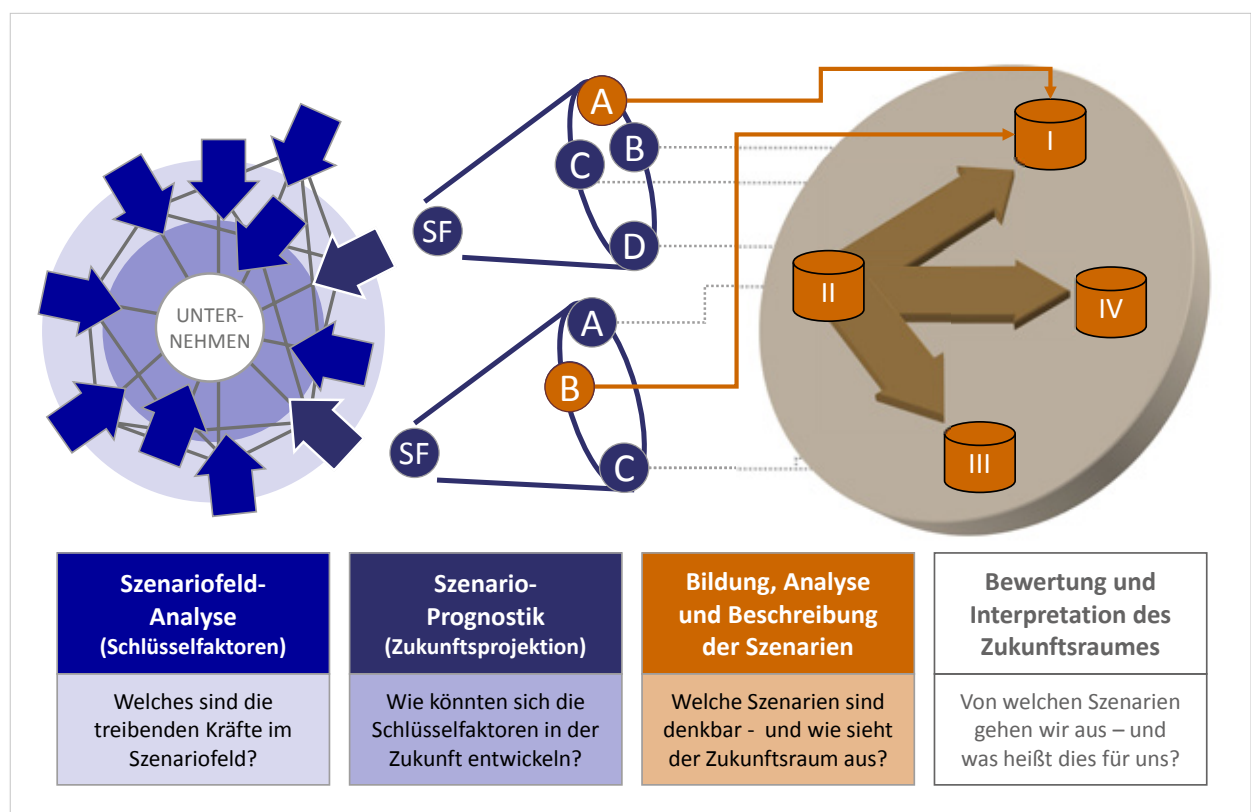 A
B
C
D
SF
A
B
C
SF
UNTER-
NEHMEN
I
II
IV
III
Szenariofeld-
Analyse
(Schlüsselfaktoren)
Welches sind die
treibenden Kräfte im
Szenariofeld?
Szenario-
Prognostik
(Zukunftsprojektion)
Wie könnten sich die
Schlüsselfaktoren in der
Zukunft entwickeln?
Bildung, Analyse
und Beschreibung
der Szenarien
Welche Szenarien sind
denkbar - und wie sieht
der Zukunftsraum aus?
Bewertung und
Interpretation des
Zukunftsraumes
Von welchen Szenarien
gehen wir aus – und
was heißt dies für uns?